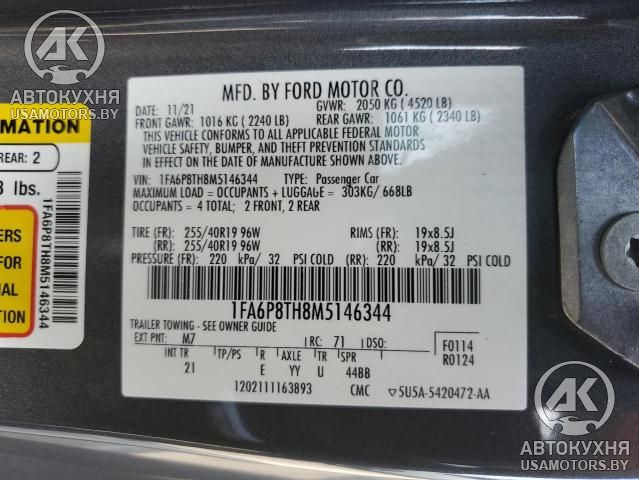 АВТОКУХНЯ
USAMOTORS.BY
RMATION
REAR: 2
8 lbs.
1FA6P8TH8M5146344
ERS
FOR
NAL
TION
MFD. BY FORD MOTOR CO.
DATE: 11/21 GVWR: 2050 KG ( 4520 LB)
FRONT GAWR: 1016 KG ( 2240 LB) REAR GAWR: 1061 KG ( 2340 LB)
THIS VEHICLE CONFORMS TO ALL APPLICABLE FEDERAL MOTOR
VEHICLE SAFETY, BUMPER, AND THEFT PREVENTION STANDARDS
IN EFFECT ON THE DATE OF MANUFACTURE SHOWN ABOVE.
VIN: 1FA6P8TH8M5146344 TYPE: Passenger Car
MAXIMUM LOAD = OCCUPANTS + LUGGAGE = 303KG/ 668LB
OCCUPANTS = 4 TOTAL; 2 FRONT, 2 REAR
TIRE (FR): 255/40R19 96W RIMS (FR): 19x8.5J
(RR): 255/40R19 96W (RR): 19x8.5J
PRESSURE (FR): 220 kPa/ 32 PSI COLD (RR): 220 kPa/ 32 PSI COLD
1FA6P8TH8M5146344
TRAILER TOWING - SEE OWNER GUIDE
EXT PNT: M7 RC: 71 DSO: F0114
R0124
INT TR TP/PS R AXLE TR SPR
21 E YY U 44BB
1202111163893 CMC 5U5A-5420472-AA
АВТОКУХНЯ
USAMOTORS.BY